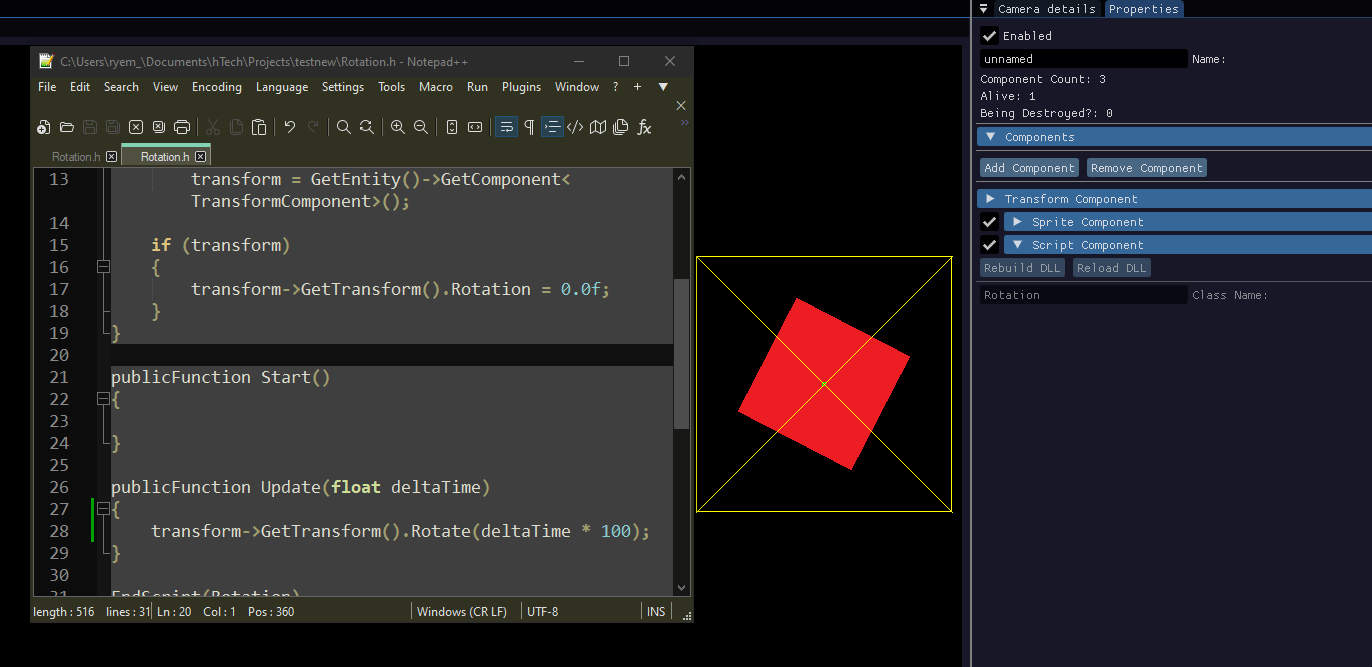 Camera details
Properties
Enabled
unnamed Name:
Component Count: 3
Alive: 1
Being Destroyed?: 0
Components
Add Component Remove Component
Transform Component
Sprite Component
Script Component
Rebuild DLL Reload DLL
Rotation Class Name:
C:\Users\ryem_\Documents\hTech\Projects\testnew\Rotation.h - Notepad++
File Edit Search View Encoding Language Settings Tools Macro Run Plugins Window ? +
Rotation.h Rotation.h
13 transform = GetEntity()->GetComponent<
TransformComponent>();
14
15 if (transform)
16 {
17 transform->GetTransform().Rotation = 0.0f;
18 }
19 }
20
21 publicFunction Start()
22 {
23
24 }
25
26 publicFunction Update(float deltaTime)
27 {
28 transform->GetTransform().Rotate(deltaTime * 100);
29 }
30
31 EndScript(Rotation)
length : 516 lines : 31 Ln : 20 Col : 1 Pos : 360 Windows (CR LF) UTF-8 INS